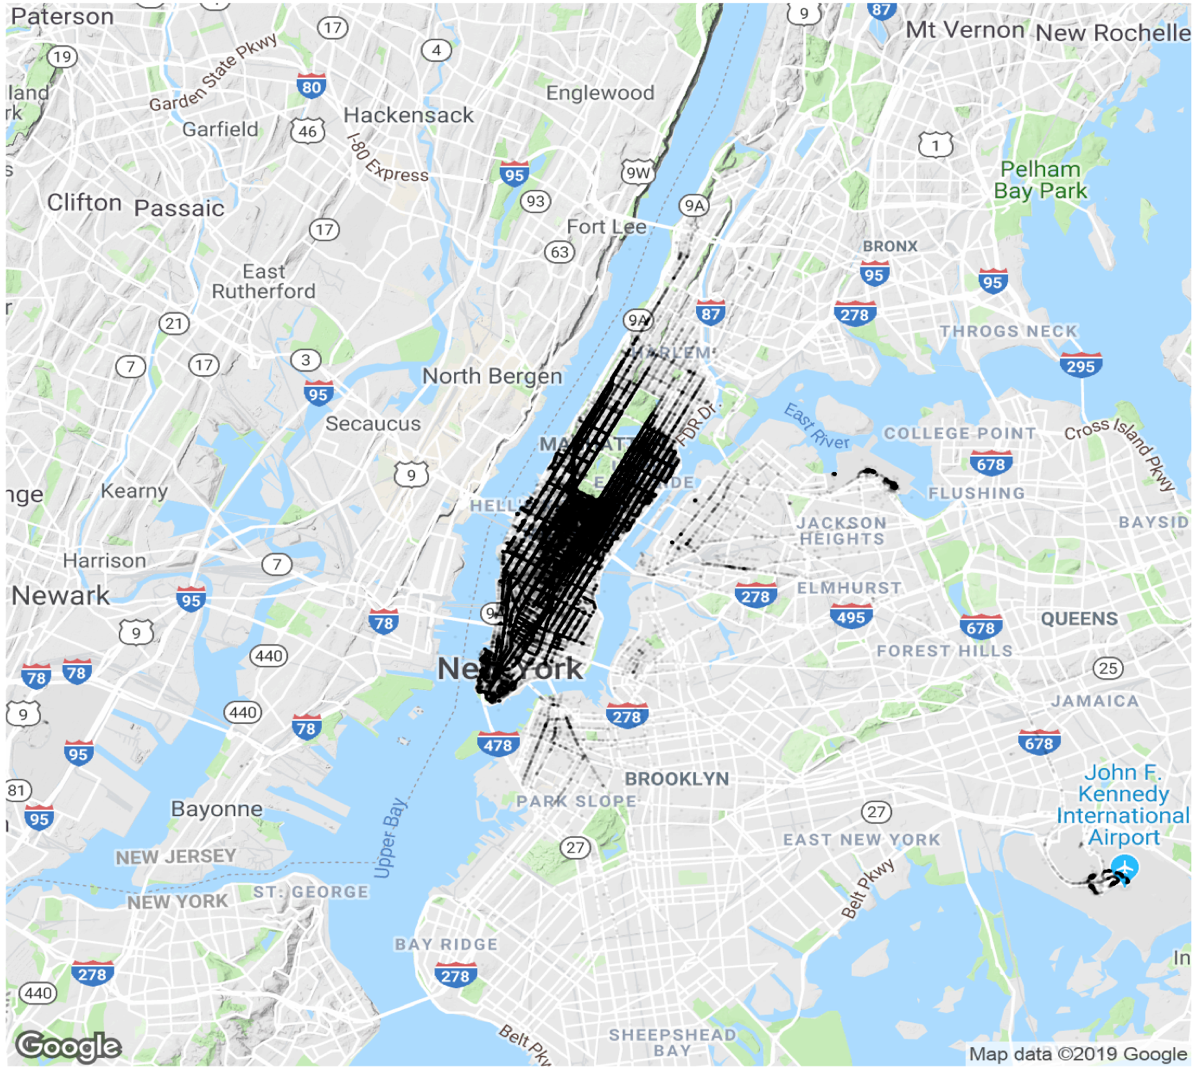 Paterson
17
9
87
Mt Vernon
New Rochelle
19
4
Garden State Pkwy
80
Englewood
land
rk
Hackensack
46
Garfield
I-80 Express
1
95
9W
Pelham
Bay Park
Clifton
Passaic
93
9A
17
Fort Lee
63
BRONX
East
Rutherford
95
95
21
87
278
9A
THROGS NECK
HARLEM
7
17
3
295
North Bergen
95
FDR Dr
East River
Secaucus
COLLEGE POINT
Cross Island Pkwy
678
9
nge
Kearny
FLUSHING
JACKSON
HEIGHTS
BAYSID
Harrison
7
Newark
95
278
ELMHURST
495
QUEENS
78
678
9
440
FOREST HILLS
25
New York
78
78
JAMAICA
9
440
78
278
95
478
678
81
BROOKLYN
John F.
Kennedy
International
Airport
95
Bayonne
Upper Bay
PARK SLOPE
27
27
EAST NEW YORK
NEW JERSEY
NEW YORK
ST. GEORGE
Belt Pkwy
BAY RIDGE
278
278
In
440
Belt Pkw
SHEEPSHEAD
BAY
Google
Map data ©2019 Google